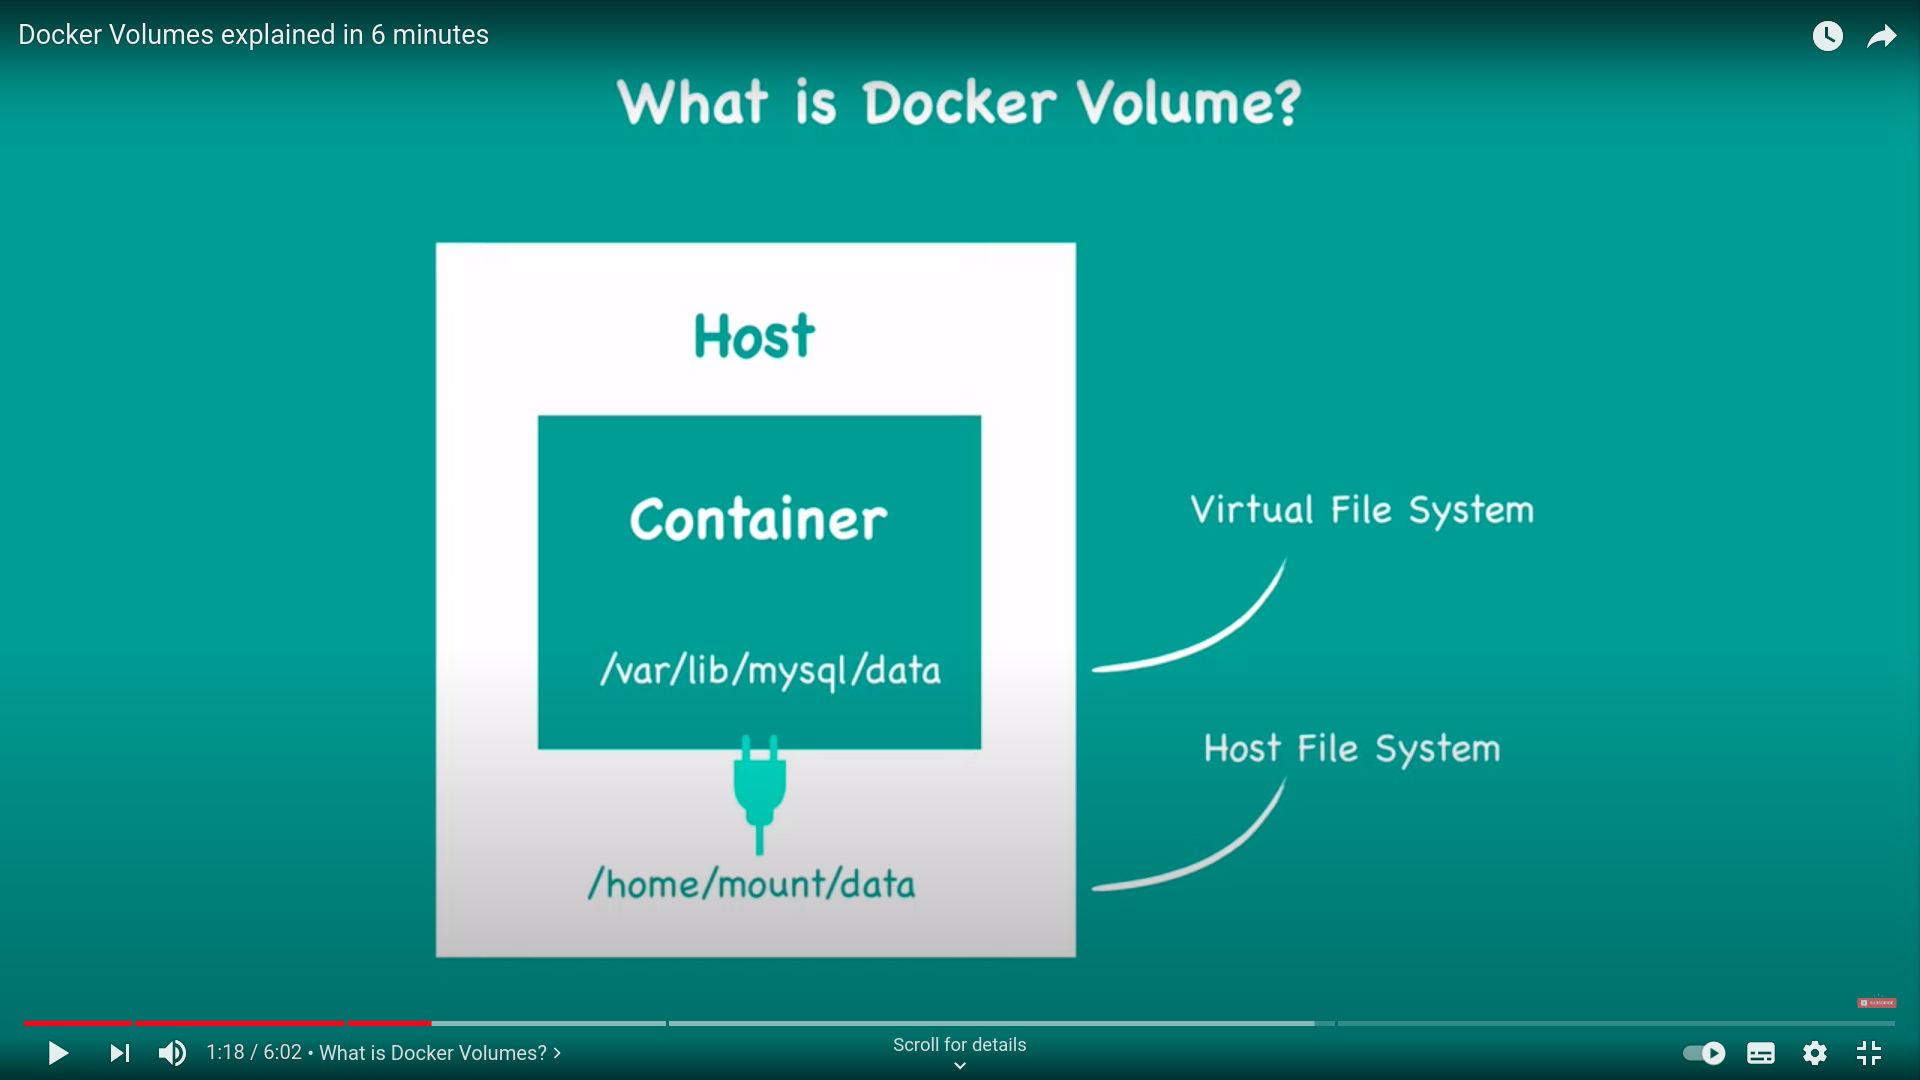 Docker Volumes explained in 6 minutes
What is Docker Volume?
Host
Container
Virtual File System
/var/lib/mysql/data
Host File System
/home/mount/data
SUBSCRIBE
1:18 / 6:02 • What is Docker Volumes?
Scroll for details